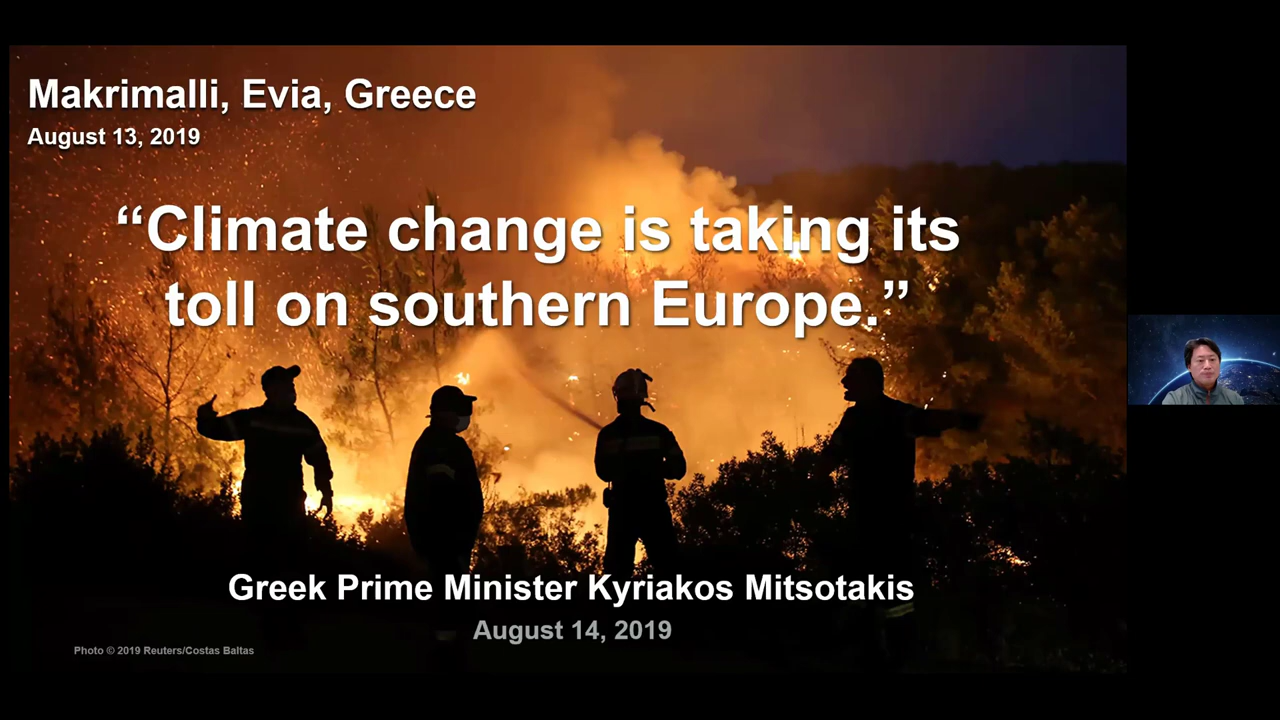 Makrimalli, Evia, Greece
August 13, 2019
“Climate change is taking its
toll on southern Europe.”
Greek Prime Minister Kyriakos Mitsotakis
August 14, 2019
Photo © 2019 Reuters/Costas Baltas